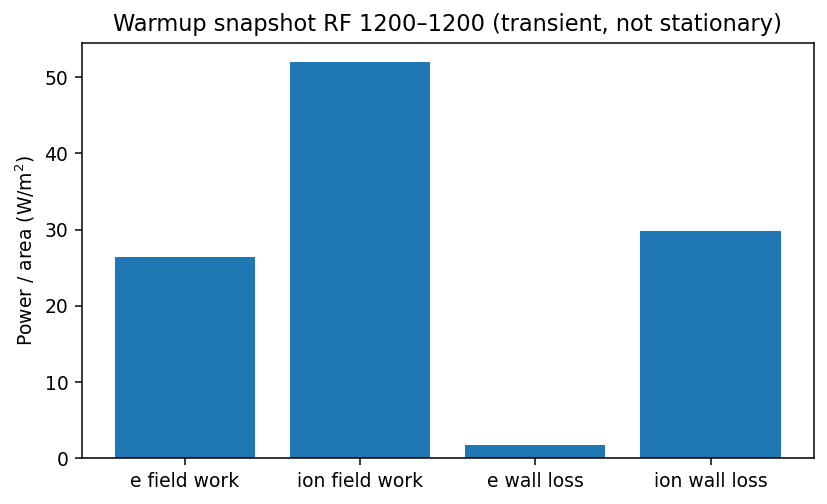 Warmup snapshot RF 1200–1200 (transient, not stationary)
Power / area (W/m²)
50
40
30
20
10
0
e field work
ion field work
e wall loss
ion wall loss